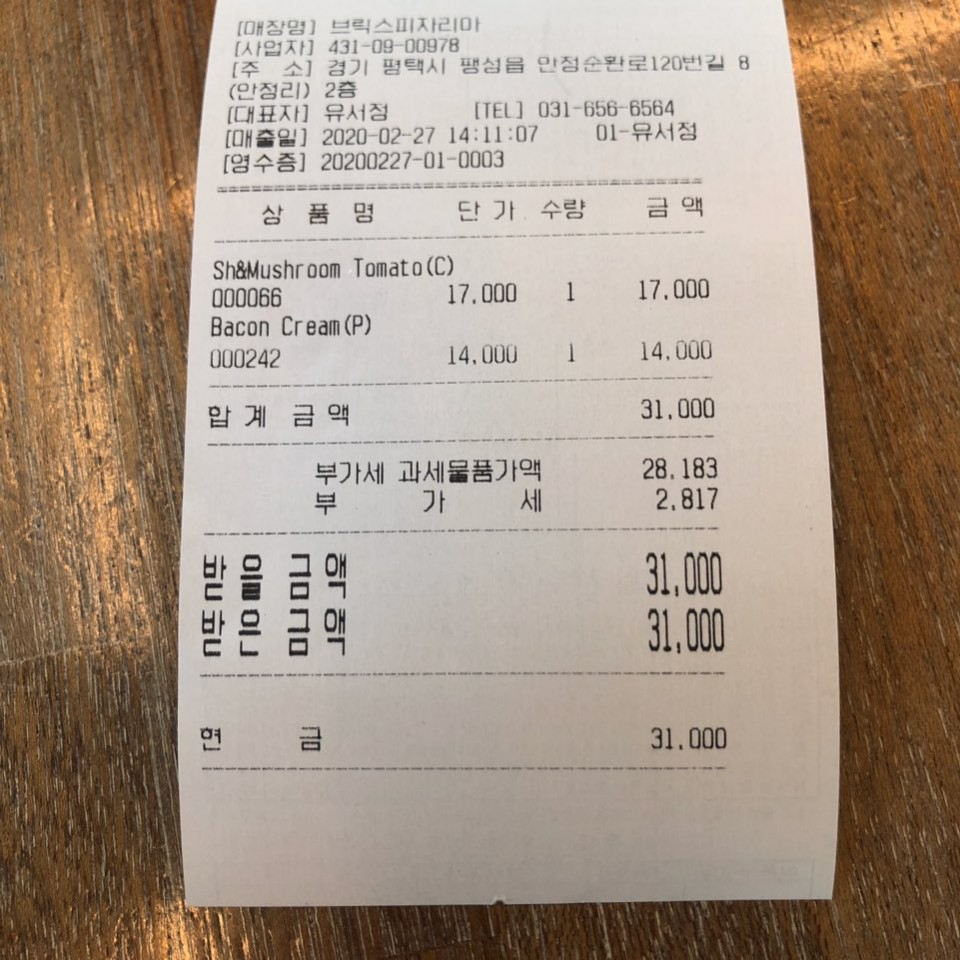 [매장명] 브릭스피자리아
[사업자] 431-09-00978
[주 소] 경기 평택시 팽성읍 안정순환로120번길 8
(안정리) 2층
[대표자] 유서정 [TEL] 031-656-6564
[매출일] 2020-02-27 14:11:07 01-유서정
[영수증] 20200227-01-0003
상 품 명 단 가 수량 금 액
Sh&Mushroom Tomato(C)
000066 17,000 1 17,000
Bacon Cream(P)
000242 14,000 1 14,000
합 계 금 액 31,000
부가세 과세물품가액 28,183
부 가 세 2,817
받 을 금 액 31,000
받 은 금 액 31,000
현 금 31,000